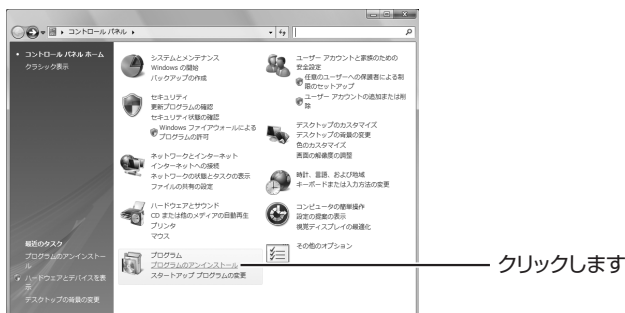 コントロール パネル
コントロール パネル ホーム
クラシック表示
システムとメンテナンス
Windows の開始
バックアップの作成
セキュリティ
更新プログラムの確認
セキュリティ状態の確認
Windows ファイアウォールによる
プログラムの許可
ネットワークとインターネット
インターネットへの接続
ネットワークの状態とタスクの表示
ファイルの共有の設定
ハードウェアとサウンド
CD または他のメディアの自動再生
プリンタ
マウス
プログラム
プログラムのアンインストール
スタートアップ プログラムの変更
ユーザー アカウントと家族のための
安全設定
任意のユーザーへの保護者による制
限のセットアップ
ユーザー アカウントの追加または削
除
デスクトップのカスタマイズ
デスクトップの背景の変更
色のカスタマイズ
画面の解像度の調整
時計、言語、および地域
キーボードまたは入力方法の変更
コンピュータの簡単操作
設定の提案の表示
視覚ディスプレイの最適化
その他のオプション
最近のタスク
プログラムのアンインストー
ル
ハードウェアとデバイスを表
示
デスクトップの背景の変更
クリックします